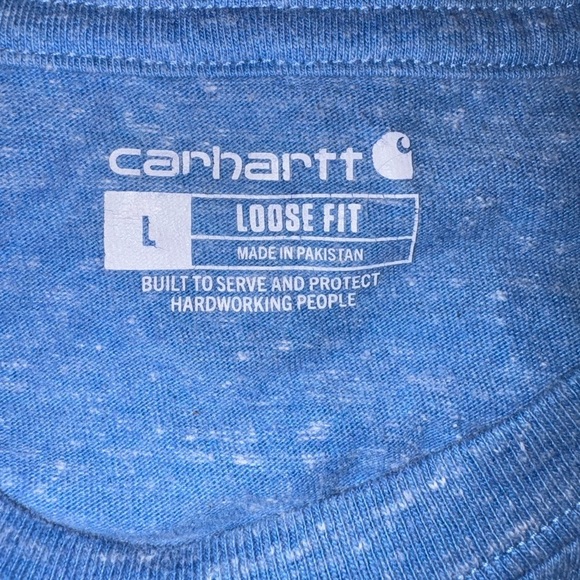 carhartt
L
LOOSE FIT
MADE IN PAKISTAN
BUILT TO SERVE AND PROTECT
HARDWORKING PEOPLE